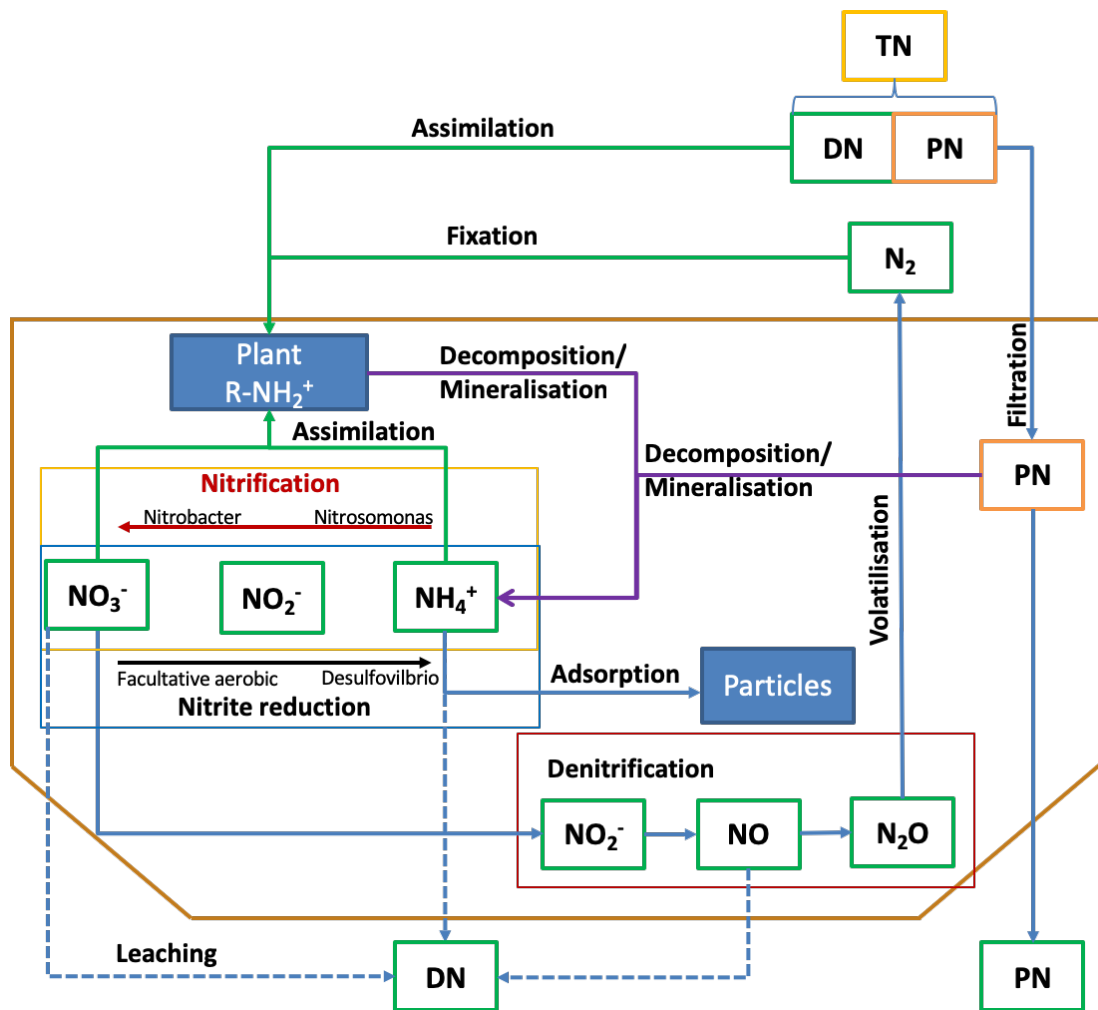 TN
DN
PN
Assimilation
Fixation
N₂
Plant
R-NH₂⁺
Decomposition/
Mineralisation
Filtration
Assimilation
Decomposition/
Mineralisation
PN
Nitrification
Nitrobacter
Nitrosomonas
NO₃⁻
NO₂⁻
NH₄⁺
Volatilisation
Facultative aerobic
Desulfovilbrio
Nitrite reduction
Adsorption
Particles
Denitrification
NO₂⁻
NO
N₂O
Leaching
DN
PN